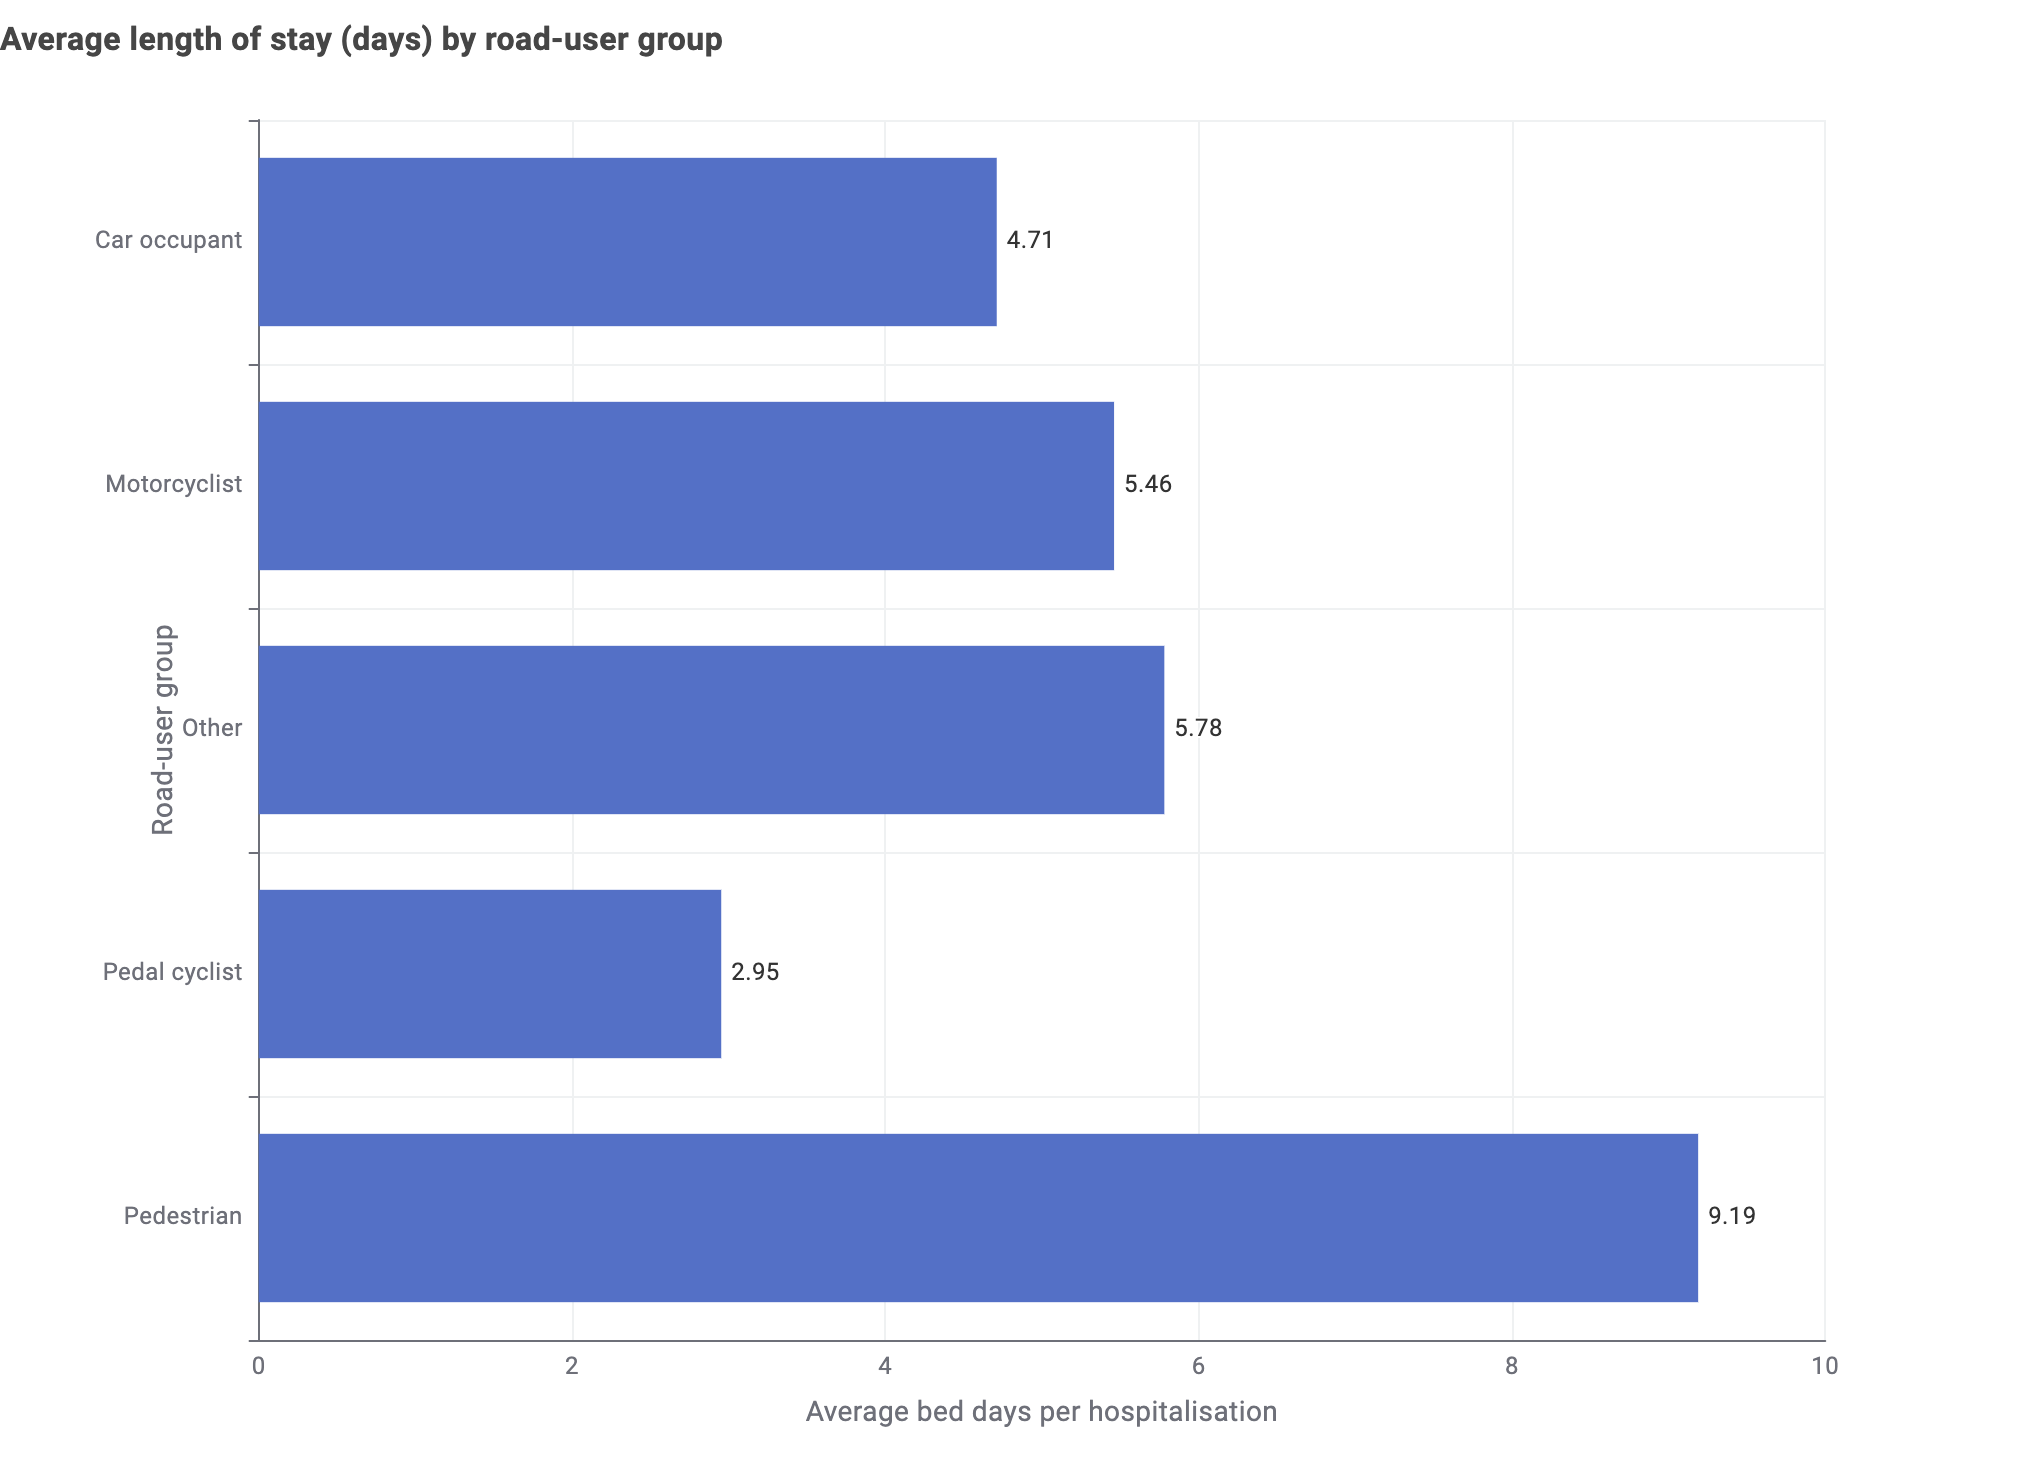 Average length of stay (days) by road-user group
Car occupant
4.71
Motorcyclist
5.46
Road-user group
Other
5.78
Pedal cyclist
2.95
Pedestrian
9.19
0 2 4 6 8 10
Average bed days per hospitalisation